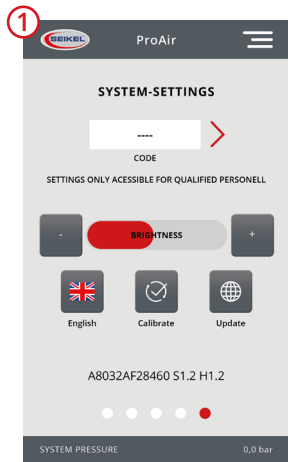 1
SEIKEL
ProAir
SYSTEM-SETTINGS
----
CODE
SETTINGS ONLY ACESSIBLE FOR QUALIFIED PERSONELL
-
BRIGHTNESS
+
English
Calibrate
Update
A8032AF28460 S1.2 H1.2
SYSTEM PRESSURE
0,0 bar